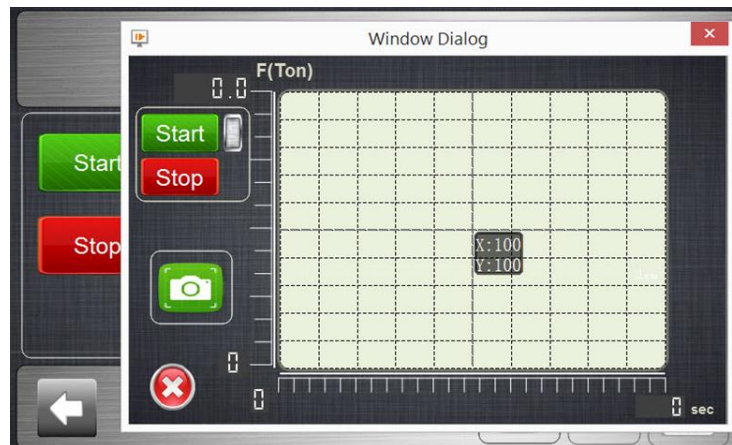 Window Dialog
×
F(Ton)
0.0
Start
Stop
Start
Stop
X:100
Y:100
0
0
0 sec